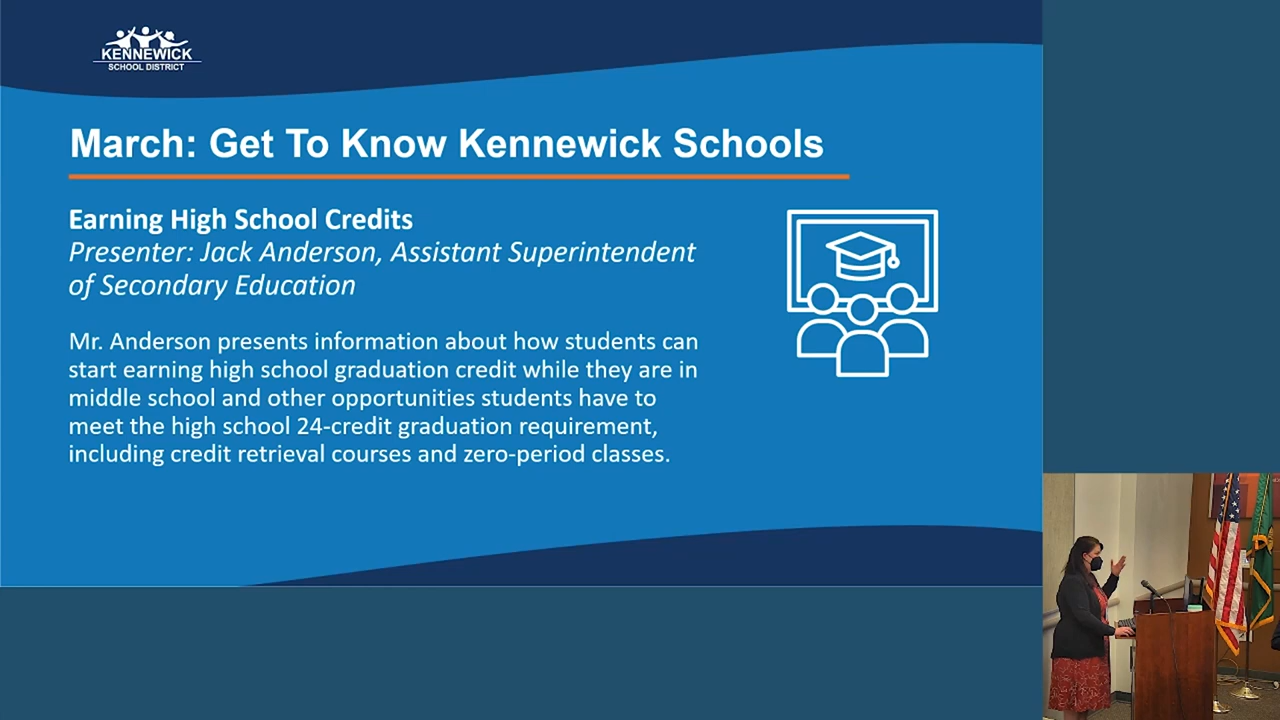 KENNEWICK
SCHOOL DISTRICT
March: Get To Know Kennewick Schools
Earning High School Credits
Presenter: Jack Anderson, Assistant Superintendent
of Secondary Education
Mr. Anderson presents information about how students can
start earning high school graduation credit while they are in
middle school and other opportunities students have to
meet the high school 24-credit graduation requirement,
including credit retrieval courses and zero-period classes.